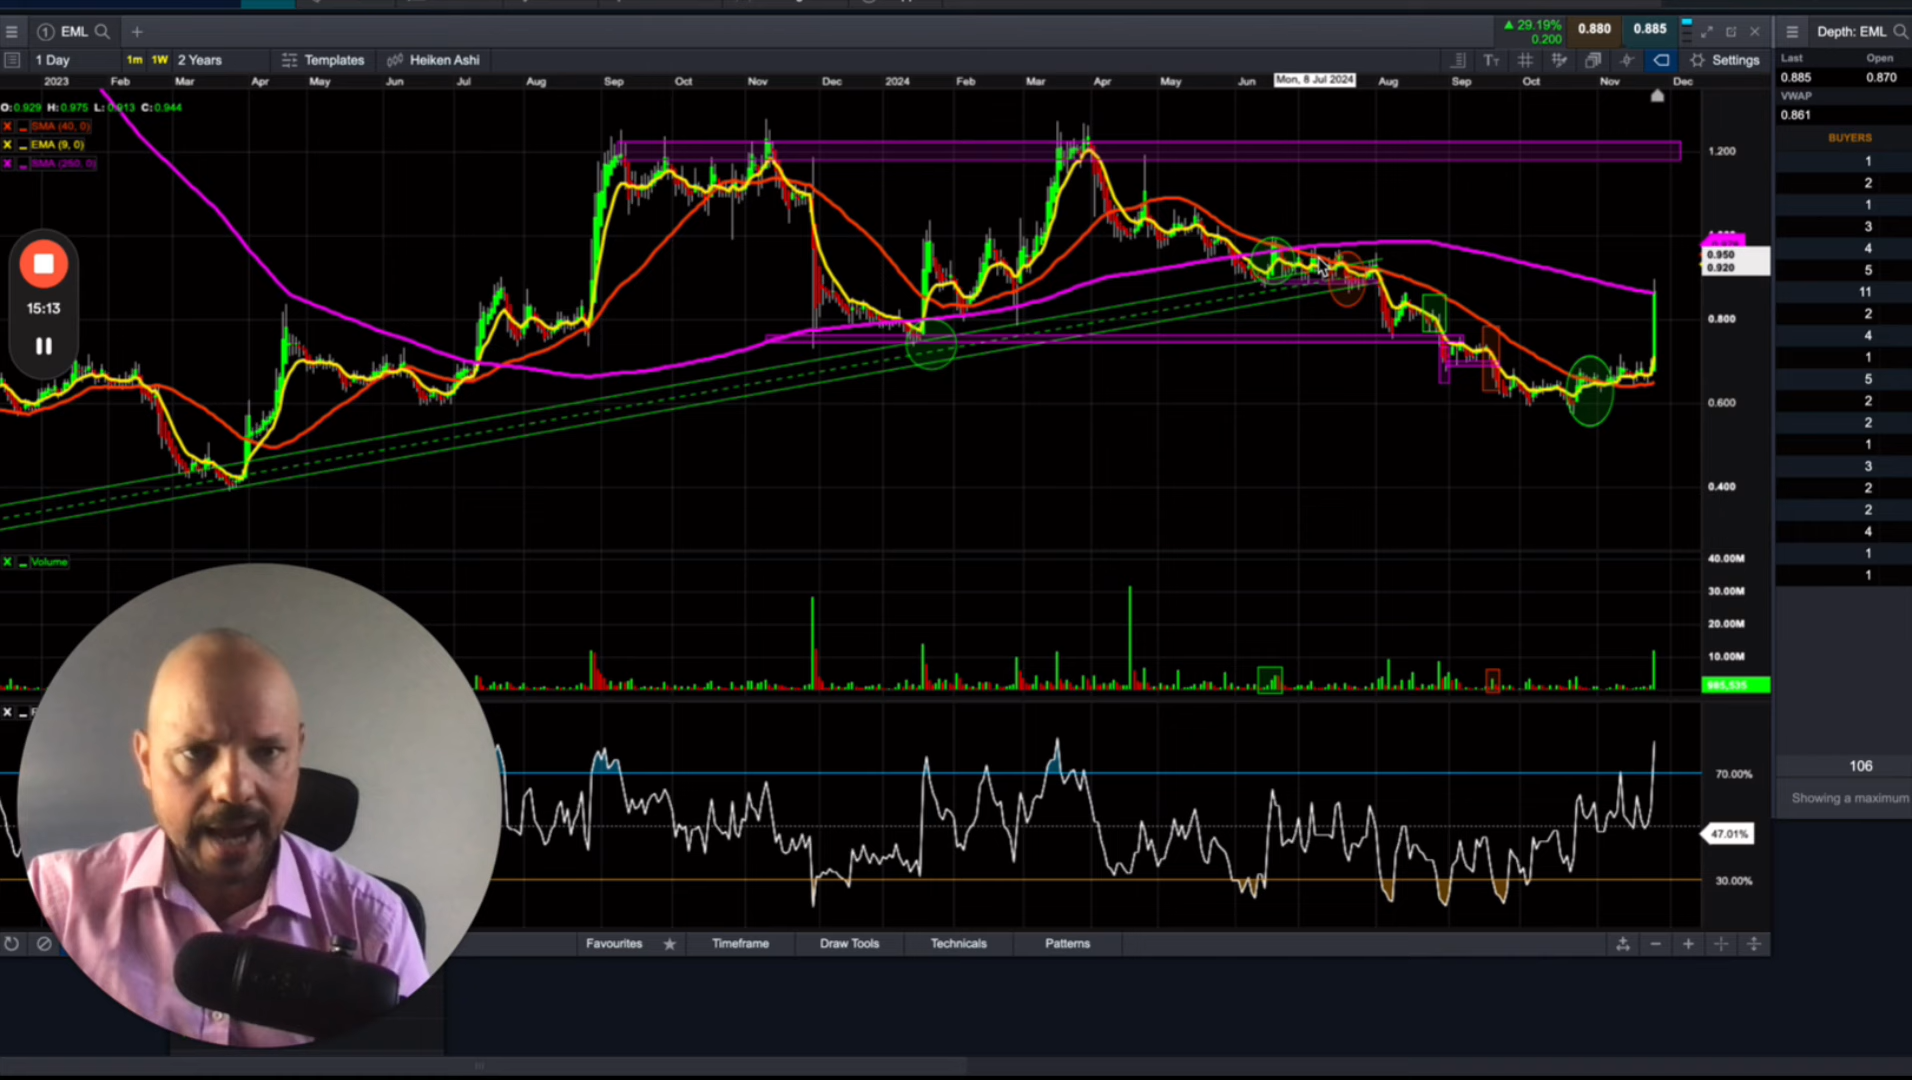 1 EML
▲ 29.19%
0.200
0.880
0.885
Depth: EML
1 Day
1m
1W
2 Years
Templates
Heiken Ashi
Settings
Last
Open
0.885
0.870
VWAP
0.861
BUYERS
2023
Feb
Mar
Apr
May
Jun
Jul
Aug
Sep
Oct
Nov
Dec
2024
Feb
Mar
Apr
May
Jun
Mon, 8 Jul 2024
Aug
Sep
Oct
Nov
Dec
O:0.929 H:0.975 L:0.913 C:0.944
SMA (40, 0)
EMA (9, 0)
SMA (250, 0)
1.200
0.950
0.920
0.800
0.600
0.400
1
2
1
3
4
5
11
2
4
1
5
2
2
1
3
2
2
4
1
1
15:13
Volume
40.00M
30.00M
20.00M
10.00M
985,535
70.00%
47.01%
30.00%
106
Showing a maximum
Favourites
Timeframe
Draw Tools
Technicals
Patterns